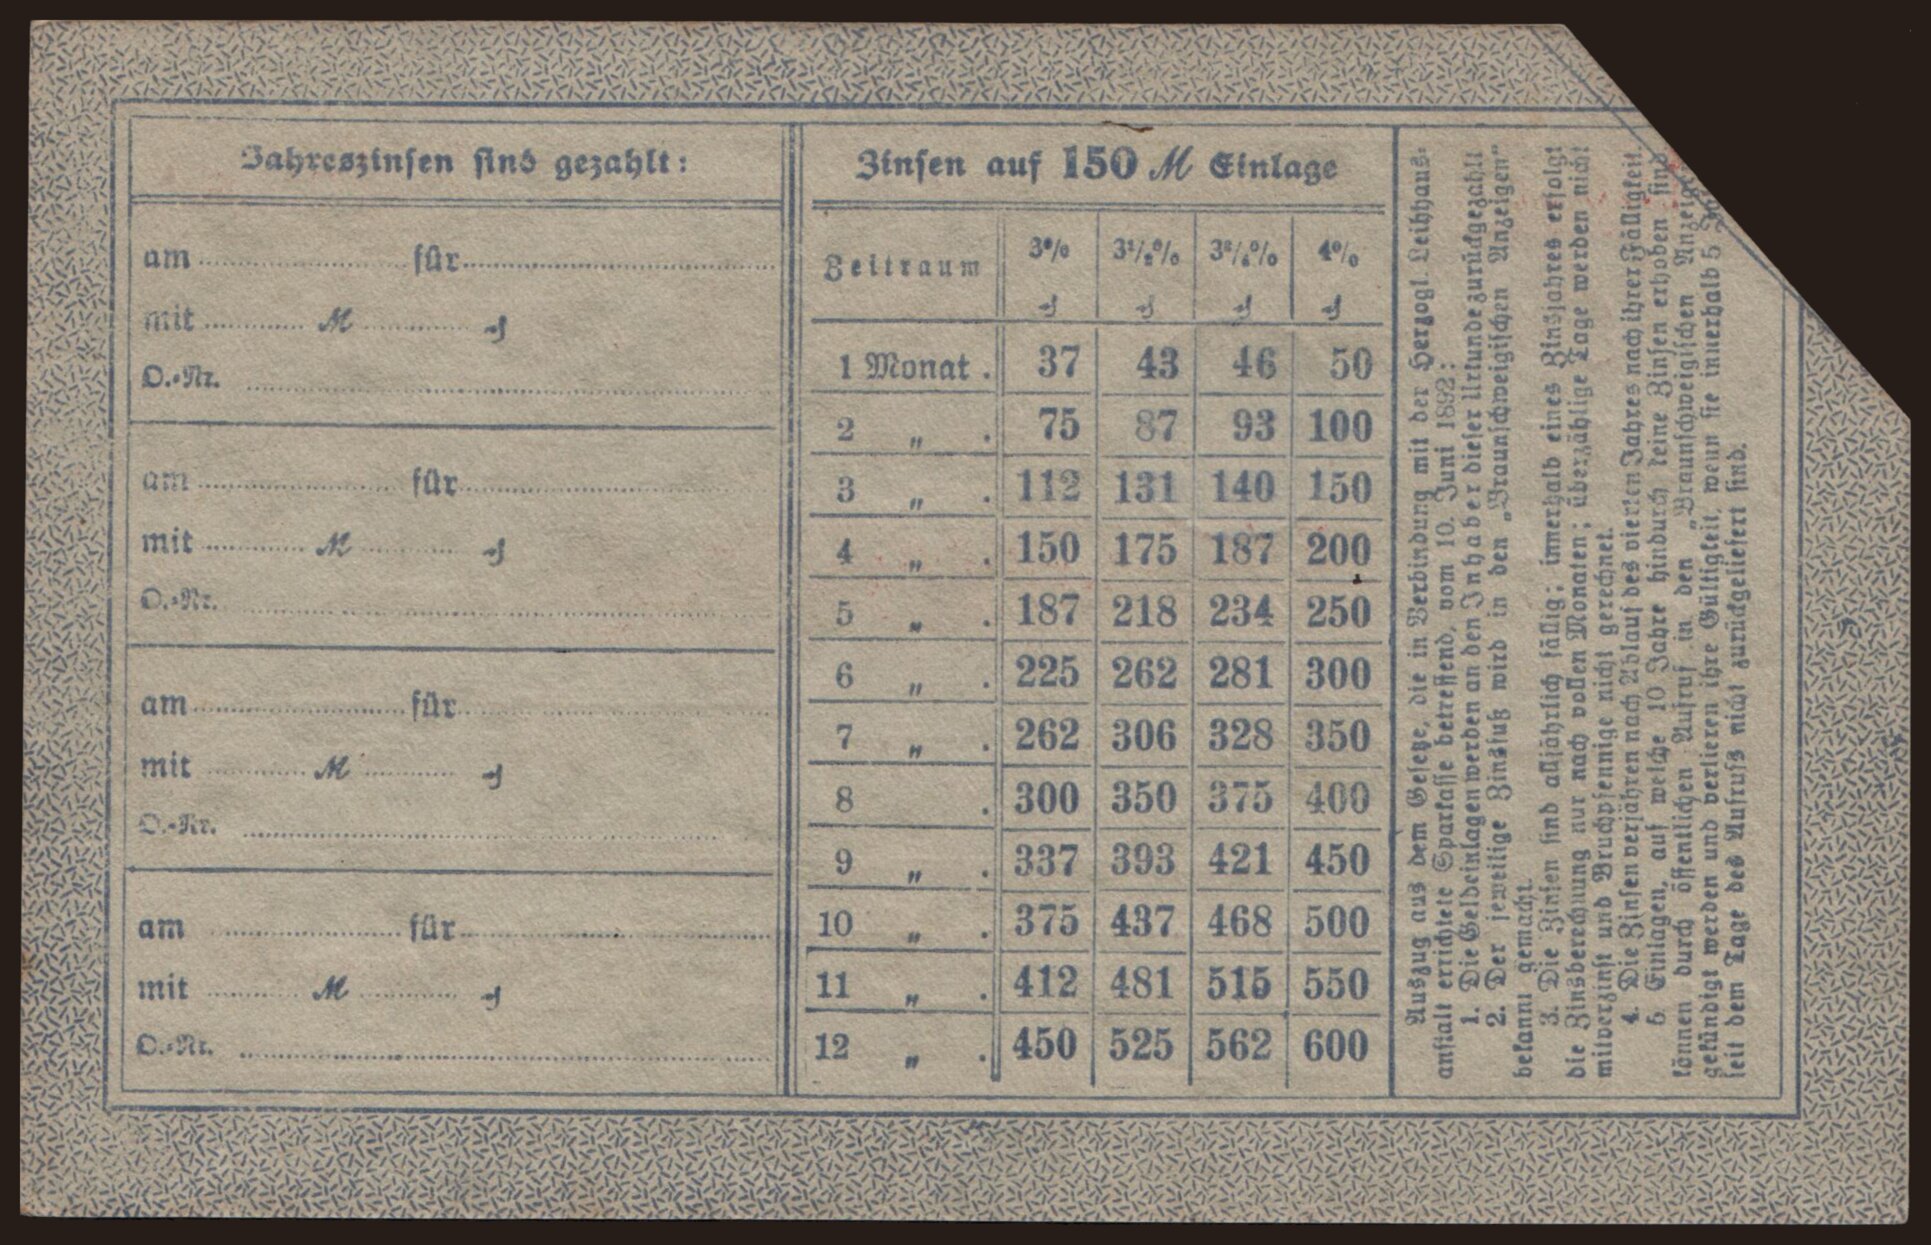 Jahreszinsen sind gezahlt:
am ........ für ........
mit ........ ℳ ........ ₰
O.-Nr. ........
am ........ für ........
mit ........ ℳ ........ ₰
O.-Nr. ........
am ........ für ........
mit ........ ℳ ........ ₰
O.-Nr. ........
am ........ für ........
mit ........ ℳ ........ ₰
O.-Nr. ........
Zinsen auf 150 ℳ Einlage
Zeitraum 3% 3½% 3¾% 4%
₰ ₰ ₰ ₰
1 Monat . 37 43 46 50
2 „ . 75 87 93 100
3 „ . 112 131 140 150
4 „ . 150 175 187 200
5 „ . 187 218 234 250
6 „ . 225 262 281 300
7 „ . 262 306 328 350
8 . 300 350 375 400
9 „ . 337 393 421 450
10 „ . 375 437 468 500
11 „ . 412 481 515 550
12 „ . 450 525 562 600
Auszug aus dem Gesetze, die in Verbindung mit der Herzogl. Leihhaus-
anstalt errichtete Sparkasse betreffend, vom 10. Juni 1892:
1. Die Geldeinlagen werden an den Inhaber dieser Urkunde zurückgezahlt
2. Der jeweilige Zinsfuß wird in den „Braunschweigischen Anzeigen“
bekannt gemacht.
3. Die Zinsen sind alljährlich fällig; innerhalb eines Zinsjahres erfolgt
die Zinsberechnung nur nach vollen Monaten; überzählige Tage werden nicht
mitverzinst und Bruchpfennige nicht gerechnet.
4. Die Zinsen verjähren nach Ablauf des vierten Jahres nach ihrer Fälligkeit.
5. Einlagen, auf welche 10 Jahre hindurch keine Zinsen erhoben sind
können durch öffentlichen Aufruf in den „Braunschweigischen
gekündigt werden und verlieren ihre Gültigkeit, wenn sie innerhalb 5
seit dem Tage des Aufrufs nicht zurückgeliefert sind.